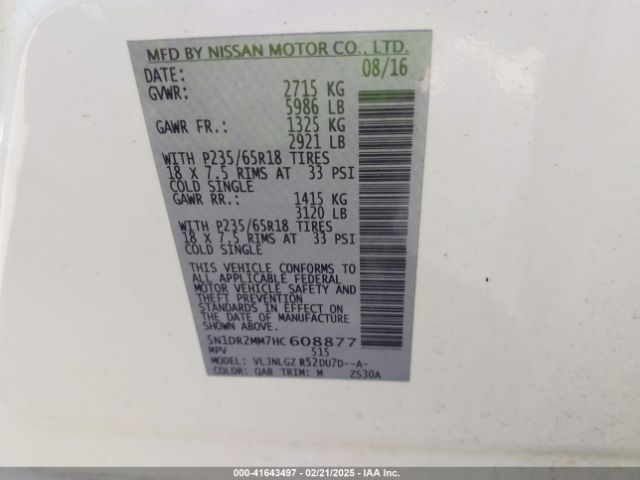 MFD BY NISSAN MOTOR CO., LTD.
DATE: 08/16
GVWR: 2715 KG
5986 LB
GAWR FR.: 1325 KG
2921 LB
WITH P235/65R18 TIRES
18 X 7.5 RIMS AT 33 PSI
COLD SINGLE
GAWR RR.: 1415 KG
3120 LB
WITH P235/65R18 TIRES
18 X 7.5 RIMS AT 33 PSI
COLD SINGLE
THIS VEHICLE CONFORMS TO
ALL APPLICABLE FEDERAL
MOTOR VEHICLE SAFETY AND
THEFT PREVENTION
STANDARDS IN EFFECT ON
THE DATE OF MANUFACTURE
SHOWN ABOVE.
5N1DR2MM7HC608877
MPV 515
MODEL: VLJNLGZ R52DU7D--A-
COLOR: QAB TRIM: M ZS30A
000-41643497 - 02/21/2025 - IAA Inc.